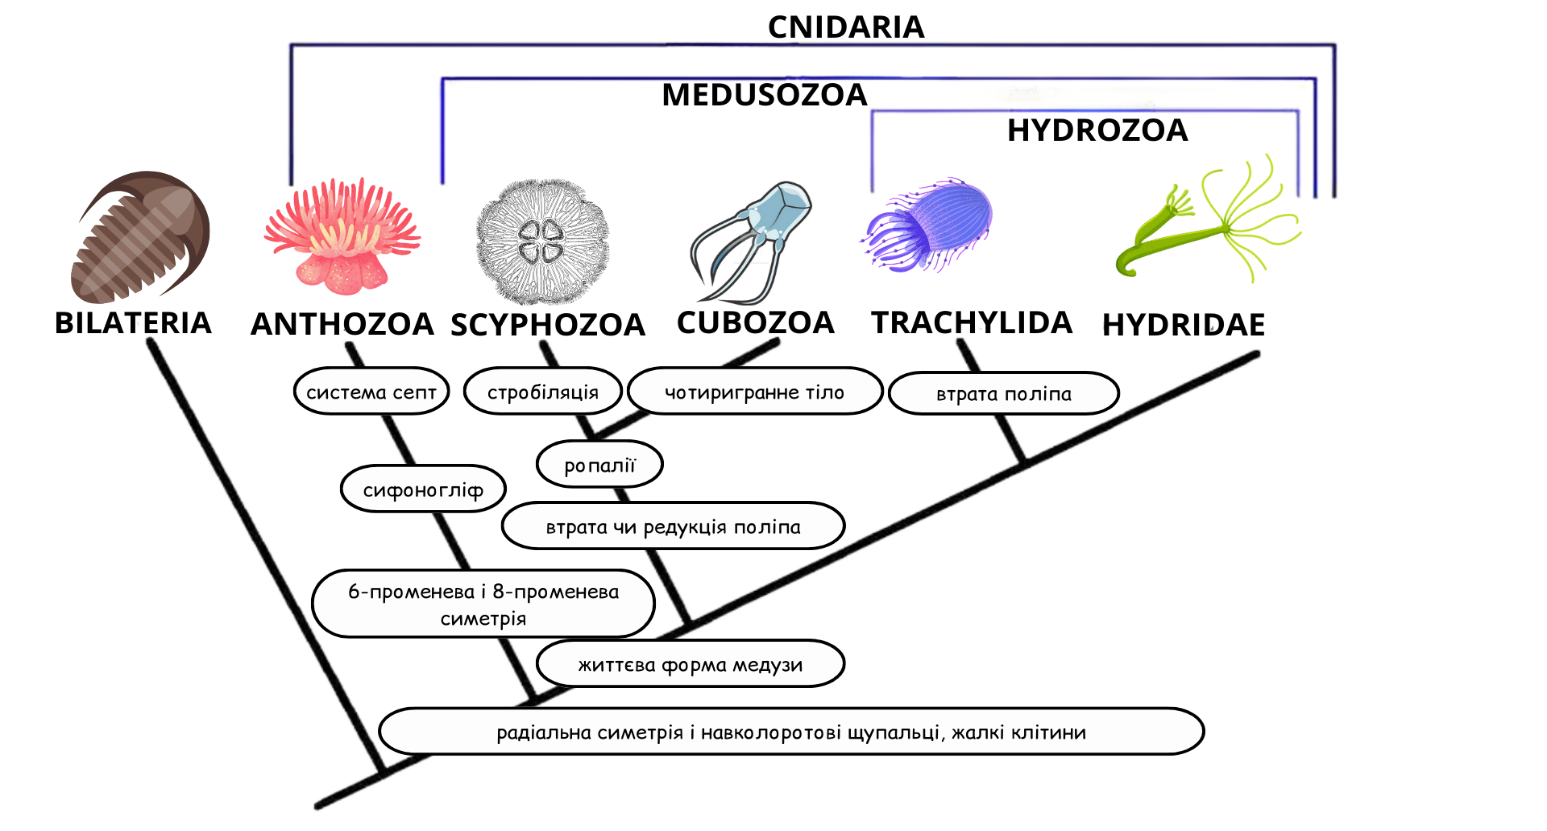 CNIDARIA
MEDUSOZOA
HYDROZOA
BILATERIA
ANTHOZOA
SCYPHOZOA
CUBOZOA
TRACHYLIDA
HYDRIDAE
система септ
стробіляція
чотиригранне тіло
втрата поліпа
ропалії
сифоногліф
втрата чи редукція поліпа
6-променева і 8-променева
симетрія
життєва форма медузи
радіальна симетрія і навколоротові щупальці, жалкі клітини